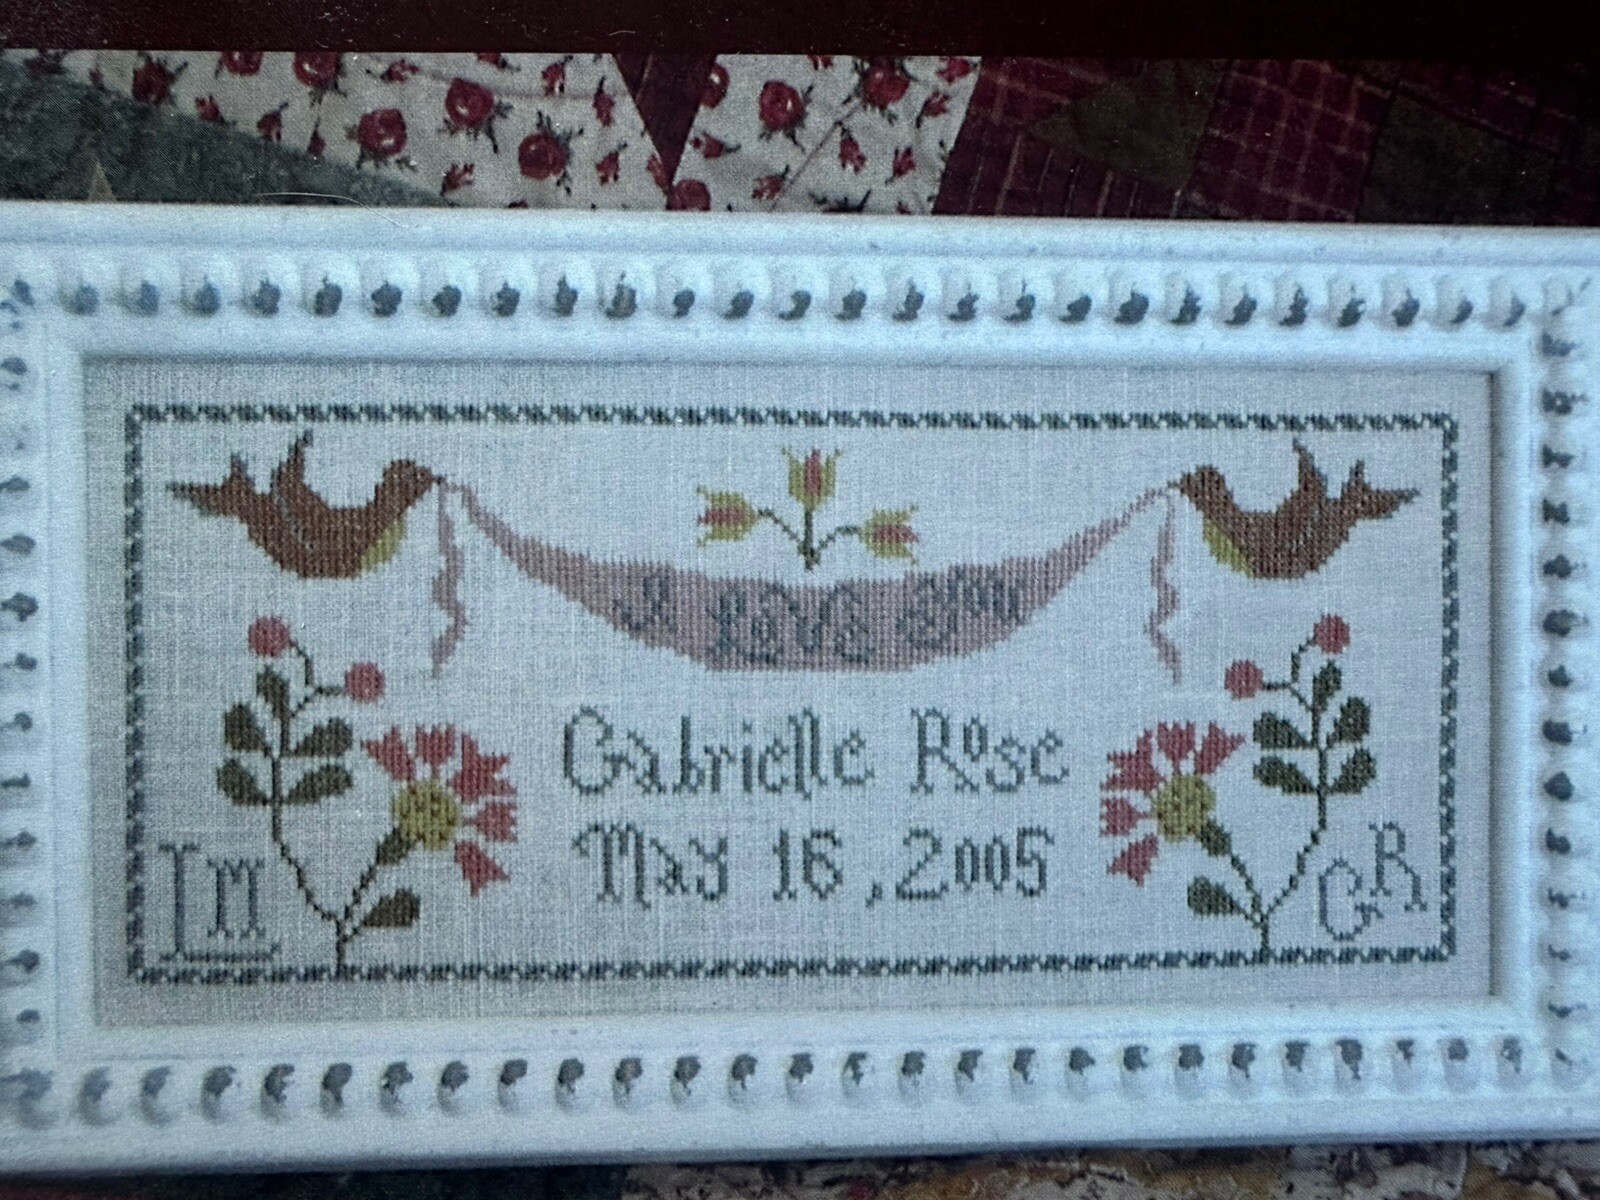 I Love You
Gabrielle Rose
May 16, 2005
Lm
GR